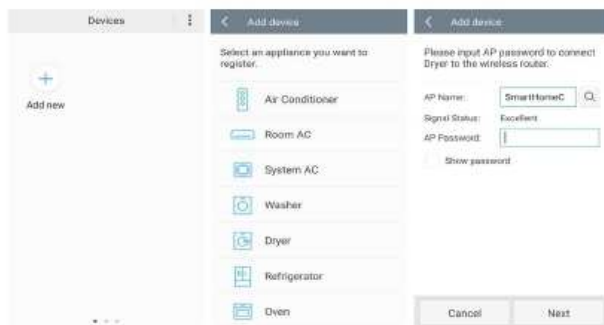 Devices
Add new
Add device
Select an appliance you want to
register.
Air Conditioner
Room AC
System AC
Washer
Dryer
Refrigerator
Oven
Add device
Please input AP password to connect
Dryer to the wireless router.
AP Name: SmartHomeC
Signal Status: Excellent
AP Password:
Show password
Cancel Next